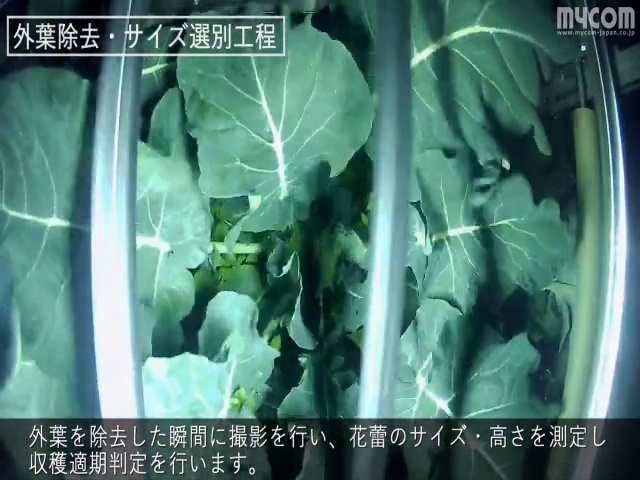 mycom
www.mycom-japan.co.jp
外葉除去・サイズ選別工程
外葉を除去した瞬間に撮影を行い、花蕾のサイズ・高さを測定し
収穫適期判定を行います。